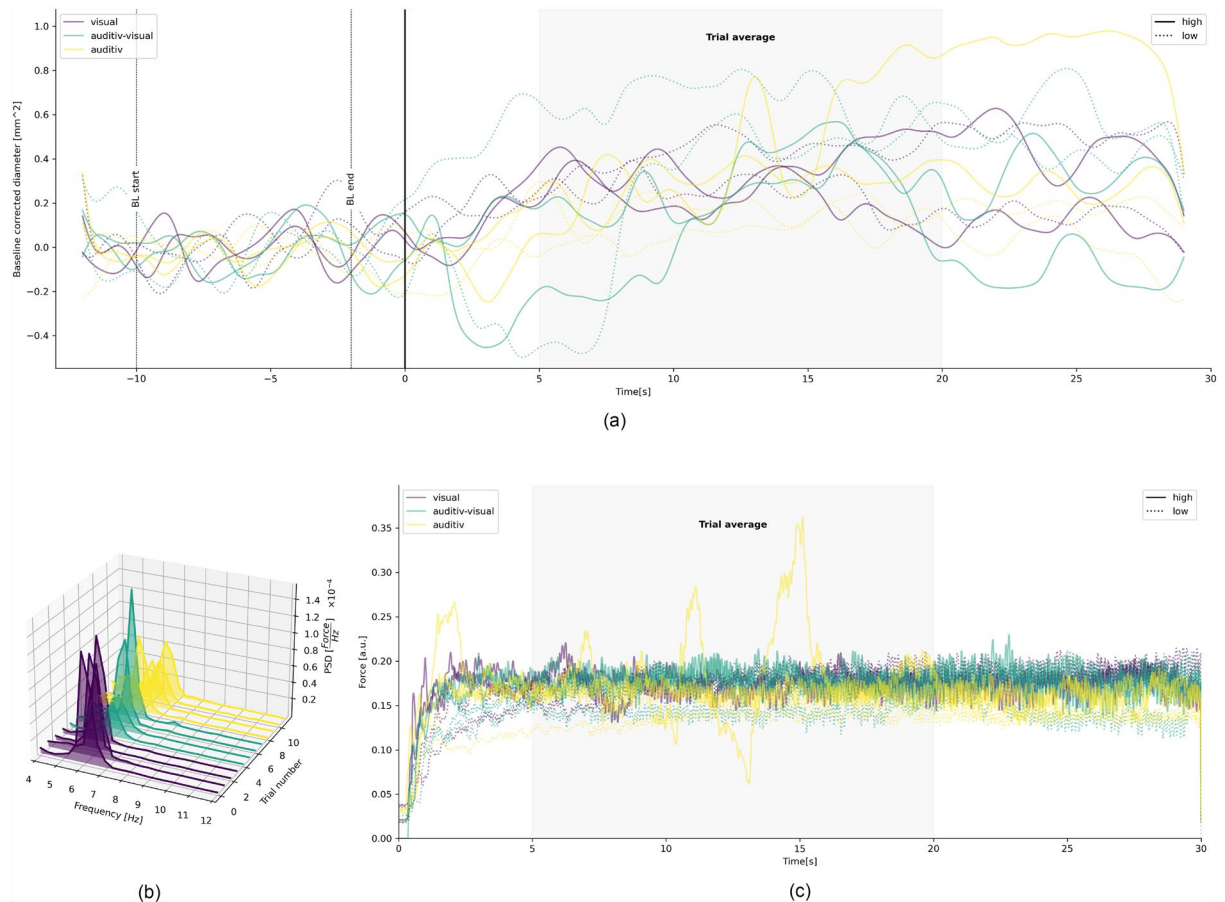 visual
auditiv-visual
auditiv
high
low
Trial average
BL start
BL end
Baseline corrected diameter [mm^2]
1.0
0.8
0.6
0.4
0.2
0.0
−0.2
−0.4
−10
−5
0
5
10
15
20
25
30
Time[s]
(a)
PSD [Force/Hz] ×10⁻⁴
1.4
1.2
1.0
0.8
0.6
0.4
0.2
4
5
6
7
8
9
10
11
12
Frequency [Hz]
0
2
4
6
8
10
Trial number
(b)
visual
auditiv-visual
auditiv
high
low
Trial average
Force [a.u.]
0.35
0.30
0.25
0.20
0.15
0.10
0.05
0.00
0
5
10
15
20
25
30
Time[s]
(c)